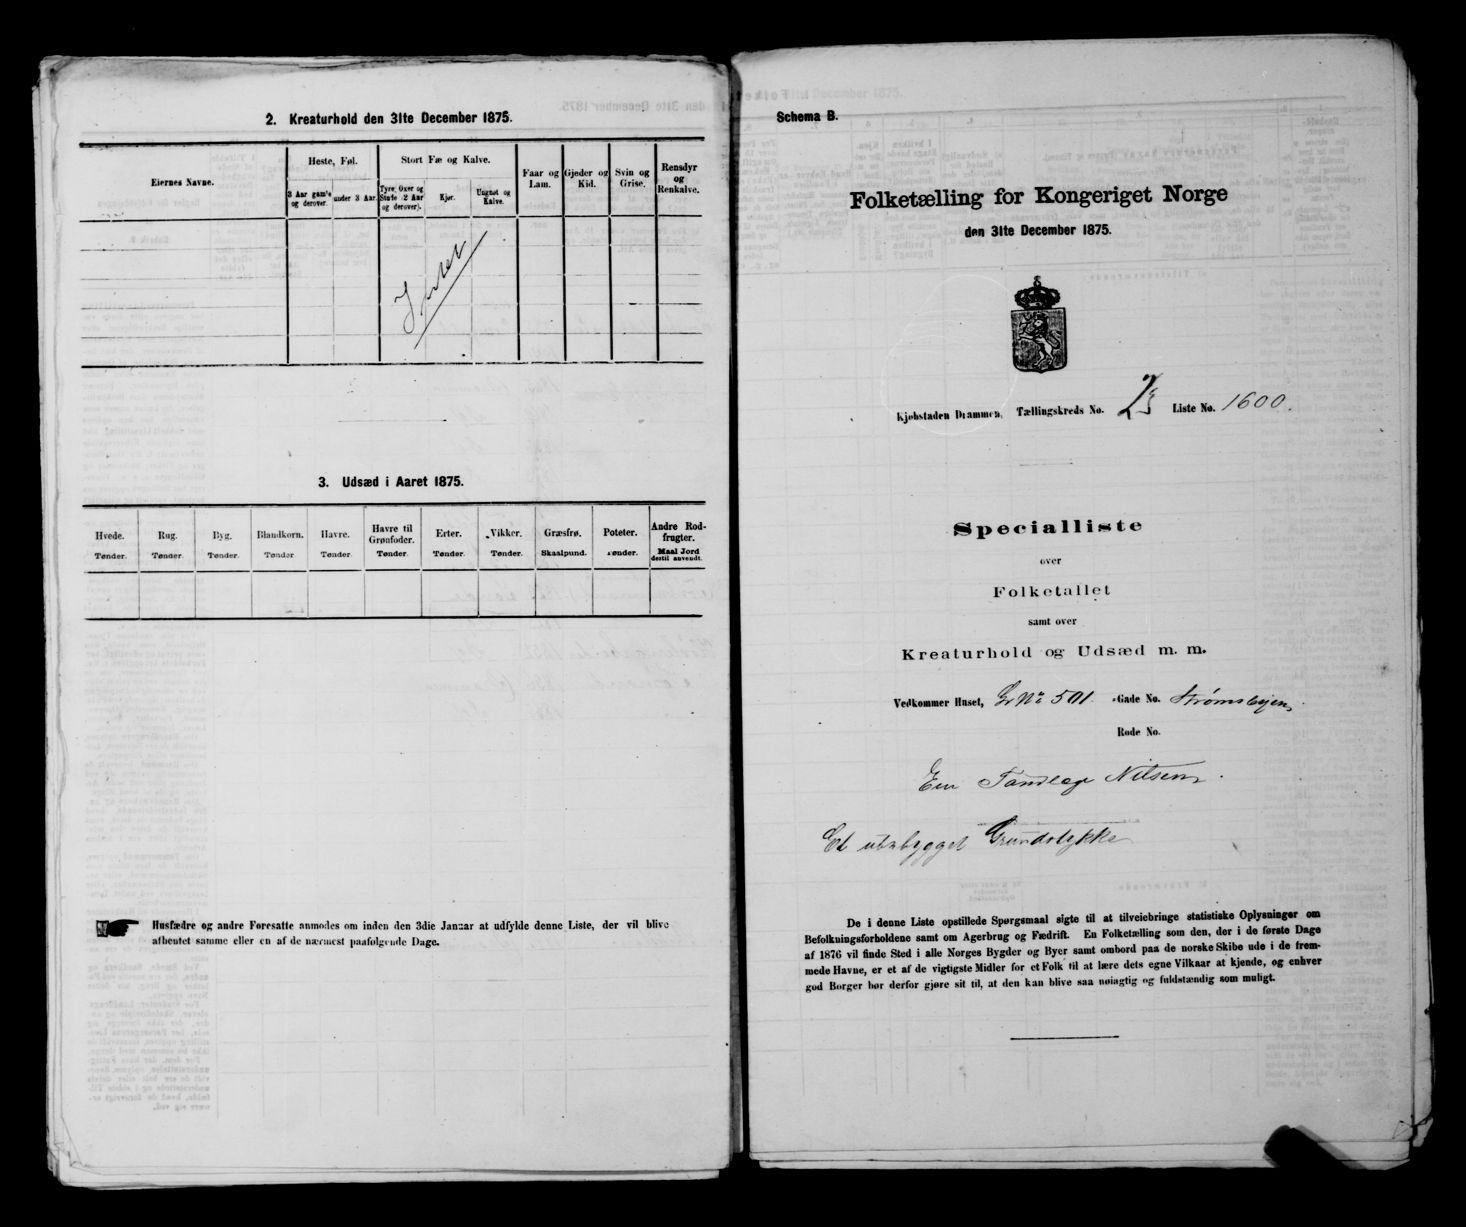 2. Kreaturhold den 31te December 1875.
Eiernes Navne.
Heste, Føl.
Stort Fæ og Kalve.
Faar og Lam.
Gjeder og Kid.
Svin og Grise.
Rensdyr og Renkalve.
3 Aar gamle og derover.
under 3 Aar.
Tyre, Oxer og Stude (2 Aar og derover).
Kjør.
Ungnøt og Kalve.
3. Udsæd i Aaret 1875.
Hvede. Rug. Byg. Blandkorn. Havre. Havre til Grønfoder. Erter. Vikker. Græsfrø. Poteter. Andre Rodfrugter.
Tønder. Tønder. Tønder. Tønder. Tønder. Tønder. Tønder. Tønder. Skaalpund. Tønder. Maal Jord dertil anvendt.
Husfædre og andre Foresatte anmodes om inden den 3die Januar at udfylde denne Liste, der vil blive
afhentet samme eller en af de nærmest paafølgende Dage.
Schema B.
Folketælling for Kongeriget Norge
den 31te December 1875.
Kjøbstaden Drammen, Tællingskreds No. Liste No. 1600.
Specialliste
over
Folketallet
samt over
Kreaturhold og Udsæd m. m.
Vedkommer Huset, Gr No 501. Gade No.
Rode No.
Eier Nilsen.
Et ubebygget Grundstykke
De i denne Liste opstillede Spørgsmaal sigte til at tilveiebringe statistiske Oplysninger om
Befolkningsforholdene samt om Agerbrug og Fædrift. En Folketælling som den, der i de første Dage
af 1876 vil finde Sted i alle Norges Bygder og Byer samt ombord paa de norske Skibe ude i de frem-
mede Havne, er et af de vigtigste Midler for et Folk til at lære dets egne Vilkaar at kjende, og enhver
god Borger bør derfor gjøre sit til, at den kan blive saa nøiagtig og fuldstændig som muligt.